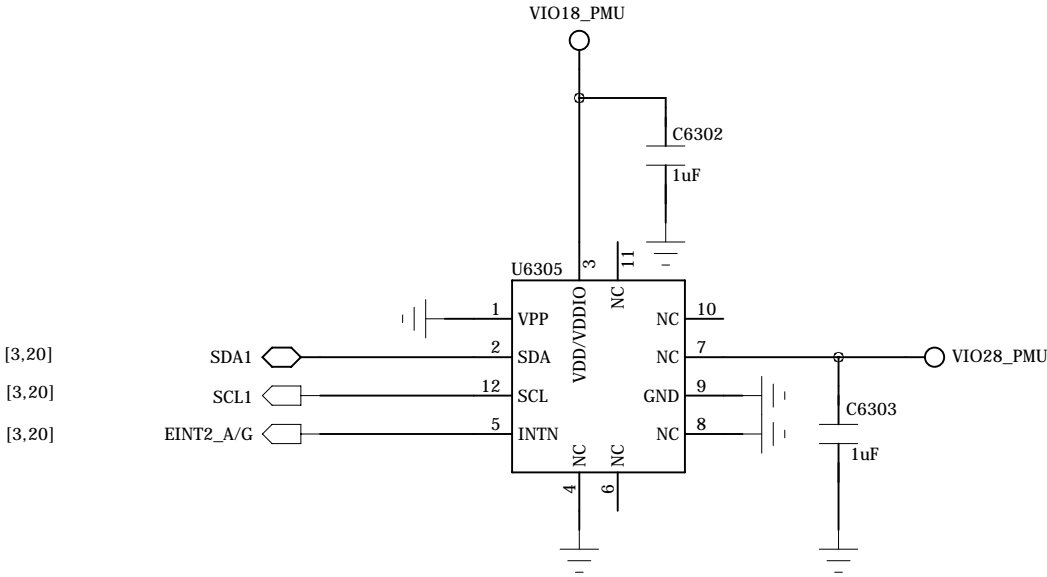 VIO18_PMU
C6302
1uF
U6305
3
11
VDD/VDDIO
NC
1
VPP
NC
10
[3,20]
SDA1
2
SDA
NC
7
VIO28_PMU
[3,20]
SCL1
12
SCL
GND
9
C6303
[3,20]
EINT2_A/G
5
INTN
NC
8
1uF
NC
NC
4
6